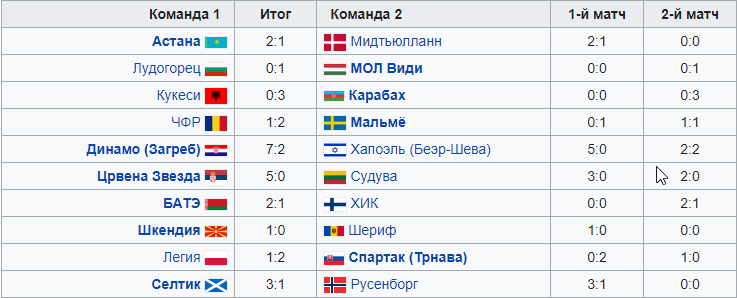 Команда 1 Итог Команда 2 1-й матч 2-й матч
Астана 2:1 Мидтьюлланн 2:1 0:0
Лудогорец 0:1 МОЛ Види 0:0 0:1
Кукеси 0:3 Карабах 0:0 0:3
ЧФР 1:2 Мальмё 0:1 1:1
Динамо (Загреб) 7:2 Хапоэль (Беэр-Шева) 5:0 2:2
Црвена Звезда 5:0 Судува 3:0 2:0
БАТЭ 2:1 ХИК 0:0 2:1
Шкендия 1:0 Шериф 1:0 0:0
Легия 1:2 Спартак (Трнава) 0:2 1:0
Селтик 3:1 Русенборг 3:1 0:0